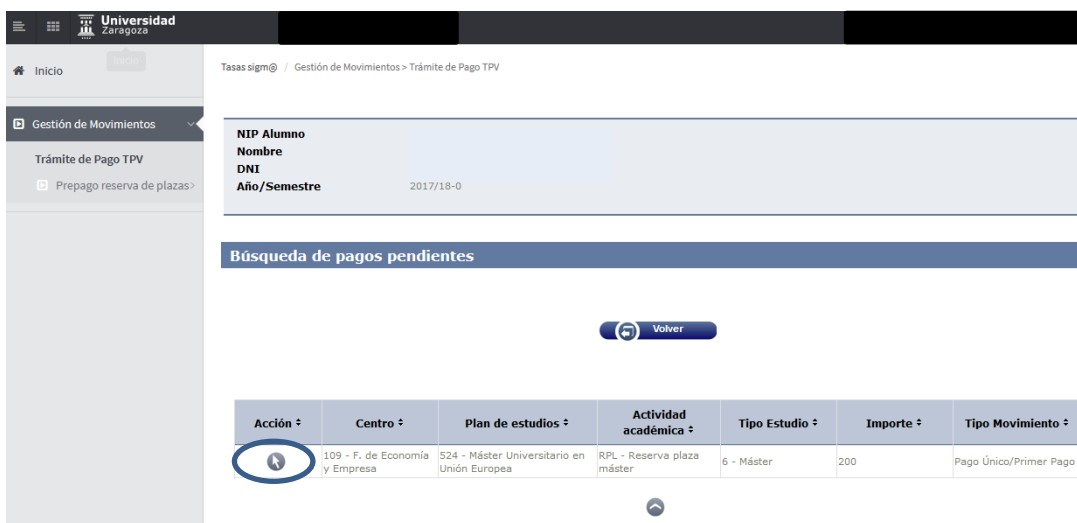 Universidad
Zaragoza
Inicio
Inicio
Tasas sigm@ / Gestión de Movimientos > Trámite de Pago TPV
Gestión de Movimientos
Trámite de Pago TPV
Prepago reserva de plazas
NIP Alumno
Nombre
DNI
Año/Semestre 2017/18-0
Búsqueda de pagos pendientes
Volver
Acción Centro Plan de estudios Actividad académica Tipo Estudio Importe Tipo Movimiento
109 - F. de Economía y Empresa 524 - Máster Universitario en Unión Europea RPL - Reserva plaza máster 6 - Máster 200 Pago Único/Primer Pago